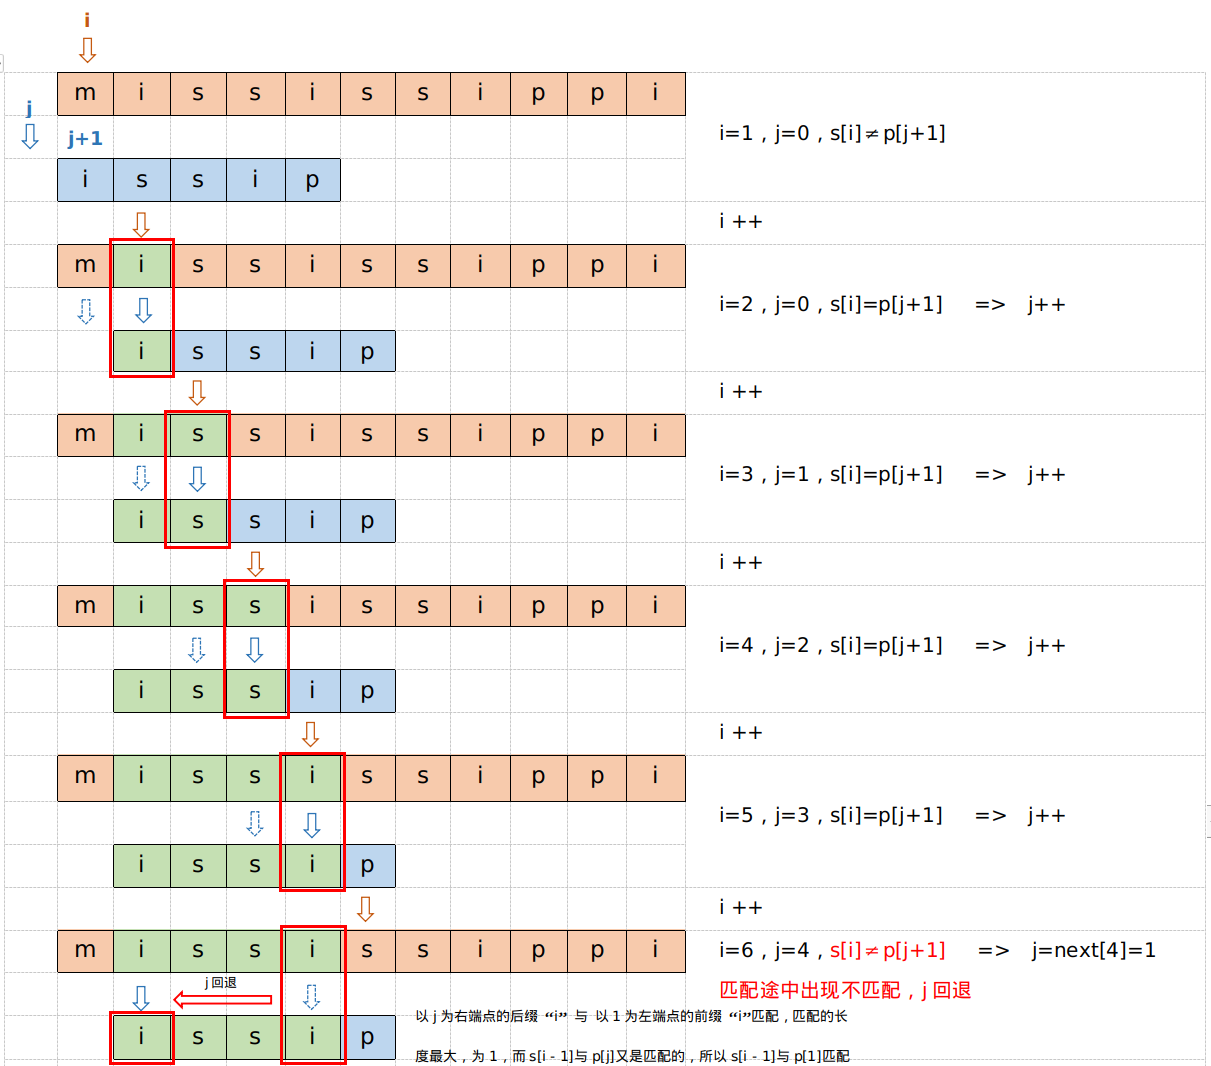 i
m i s s i s s i p p i
j
j+1
i=1 , j=0 , s[i]≠p[j+1]
i s s i p
i ++
m i s s i s s i p p i
i=2 , j=0 , s[i]=p[j+1] => j++
i s s i p
i ++
m i s s i s s i p p i
i=3 , j=1 , s[i]=p[j+1] => j++
i s s i p
i ++
m i s s i s s i p p i
i=4 , j=2 , s[i]=p[j+1] => j++
i s s i p
i ++
m i s s i s s i p p i
i=5 , j=3 , s[i]=p[j+1] => j++
i s s i p
i ++
m i s s i s s i p p i
i=6 , j=4 , s[i]≠p[j+1] => j=next[4]=1
j 回退
匹配途中出现不匹配 , j 回退
i s s i p
以 j 为右端点的后缀 “i” 与 以 1 为左端点的前缀 “i”匹配 , 匹配的长
度最大 , 为 1 , 而 s[i - 1]与 p[j]又是匹配的 , 所以 s[i - 1]与 p[1]匹配